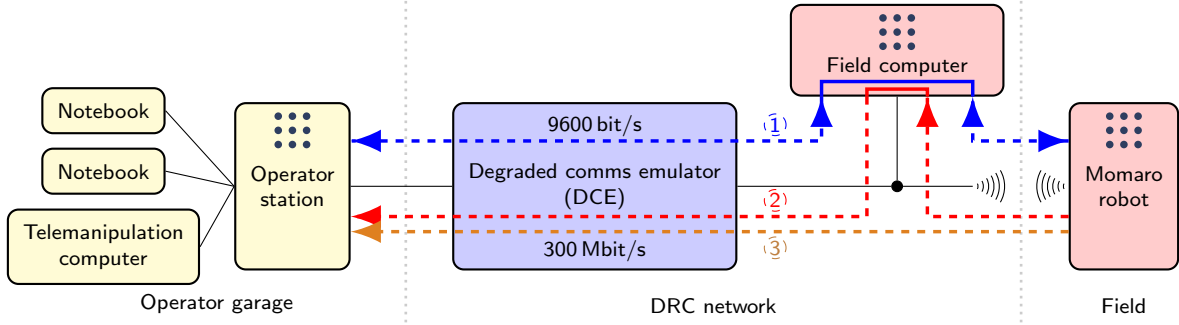 Notebook
Notebook
Telemanipulation
computer
Operator
station
Operator garage
9600 bit/s
Degraded comms emulator
(DCE)
300 Mbit/s
1
2
3
DRC network
Field computer
Momaro
robot
Field